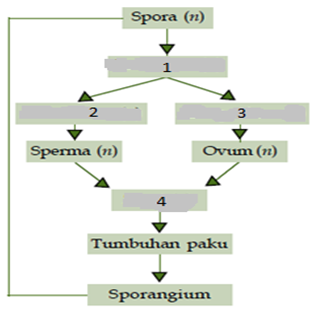 Spora (n)
1
2
3
Sperma (n)
Ovum (n)
4
Tumbuhan paku
Sporangium